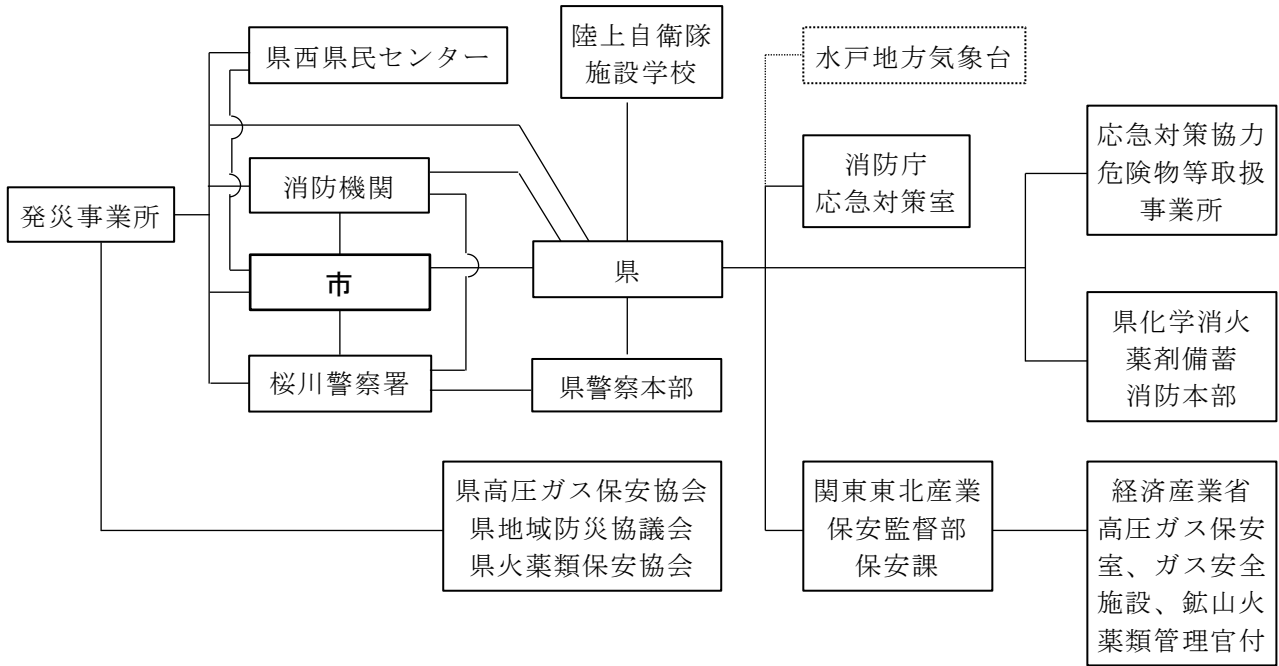 県西県民センター
陸上自衛隊
施設学校
水戸地方気象台
消防庁
応急対策室
応急対策協力
危険物等取扱
事業所
発災事業所
消防機関
市
県
桜川警察署
県警察本部
県化学消火
薬剤備蓄
消防本部
県高圧ガス保安協会
県地域防災協議会
県火薬類保安協会
関東東北産業
保安監督部
保安課
経済産業省
高圧ガス保安
室、ガス安全
施設、鉱山火
薬類管理官付